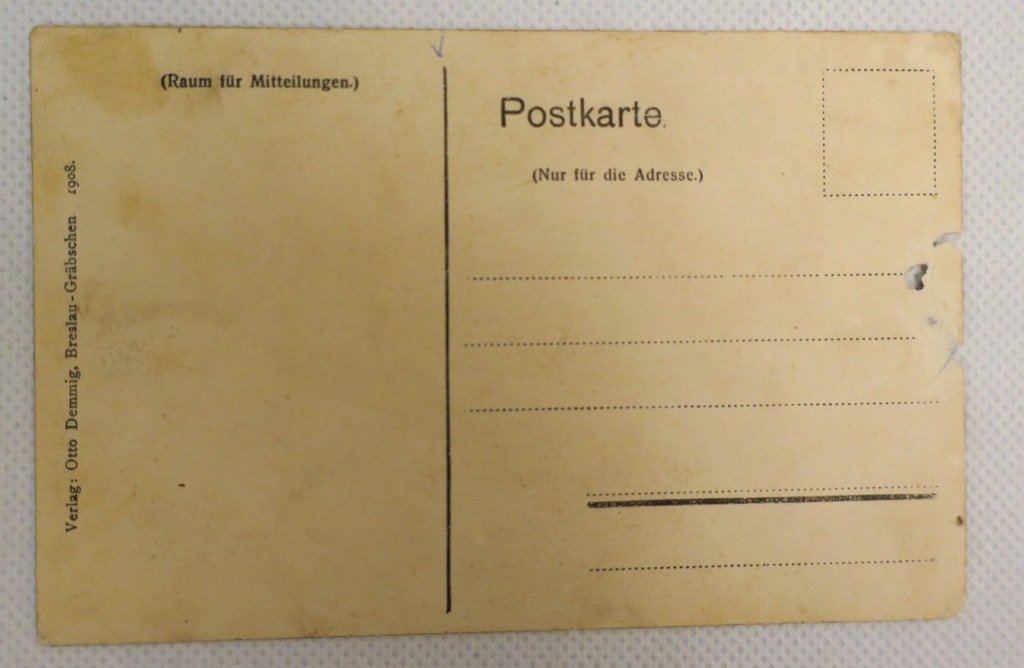 (Raum für Mitteilungen.)
Postkarte.
(Nur für die Adresse.)
Verlag: Otto Demmig, Breslau-Gräbschen 1908.